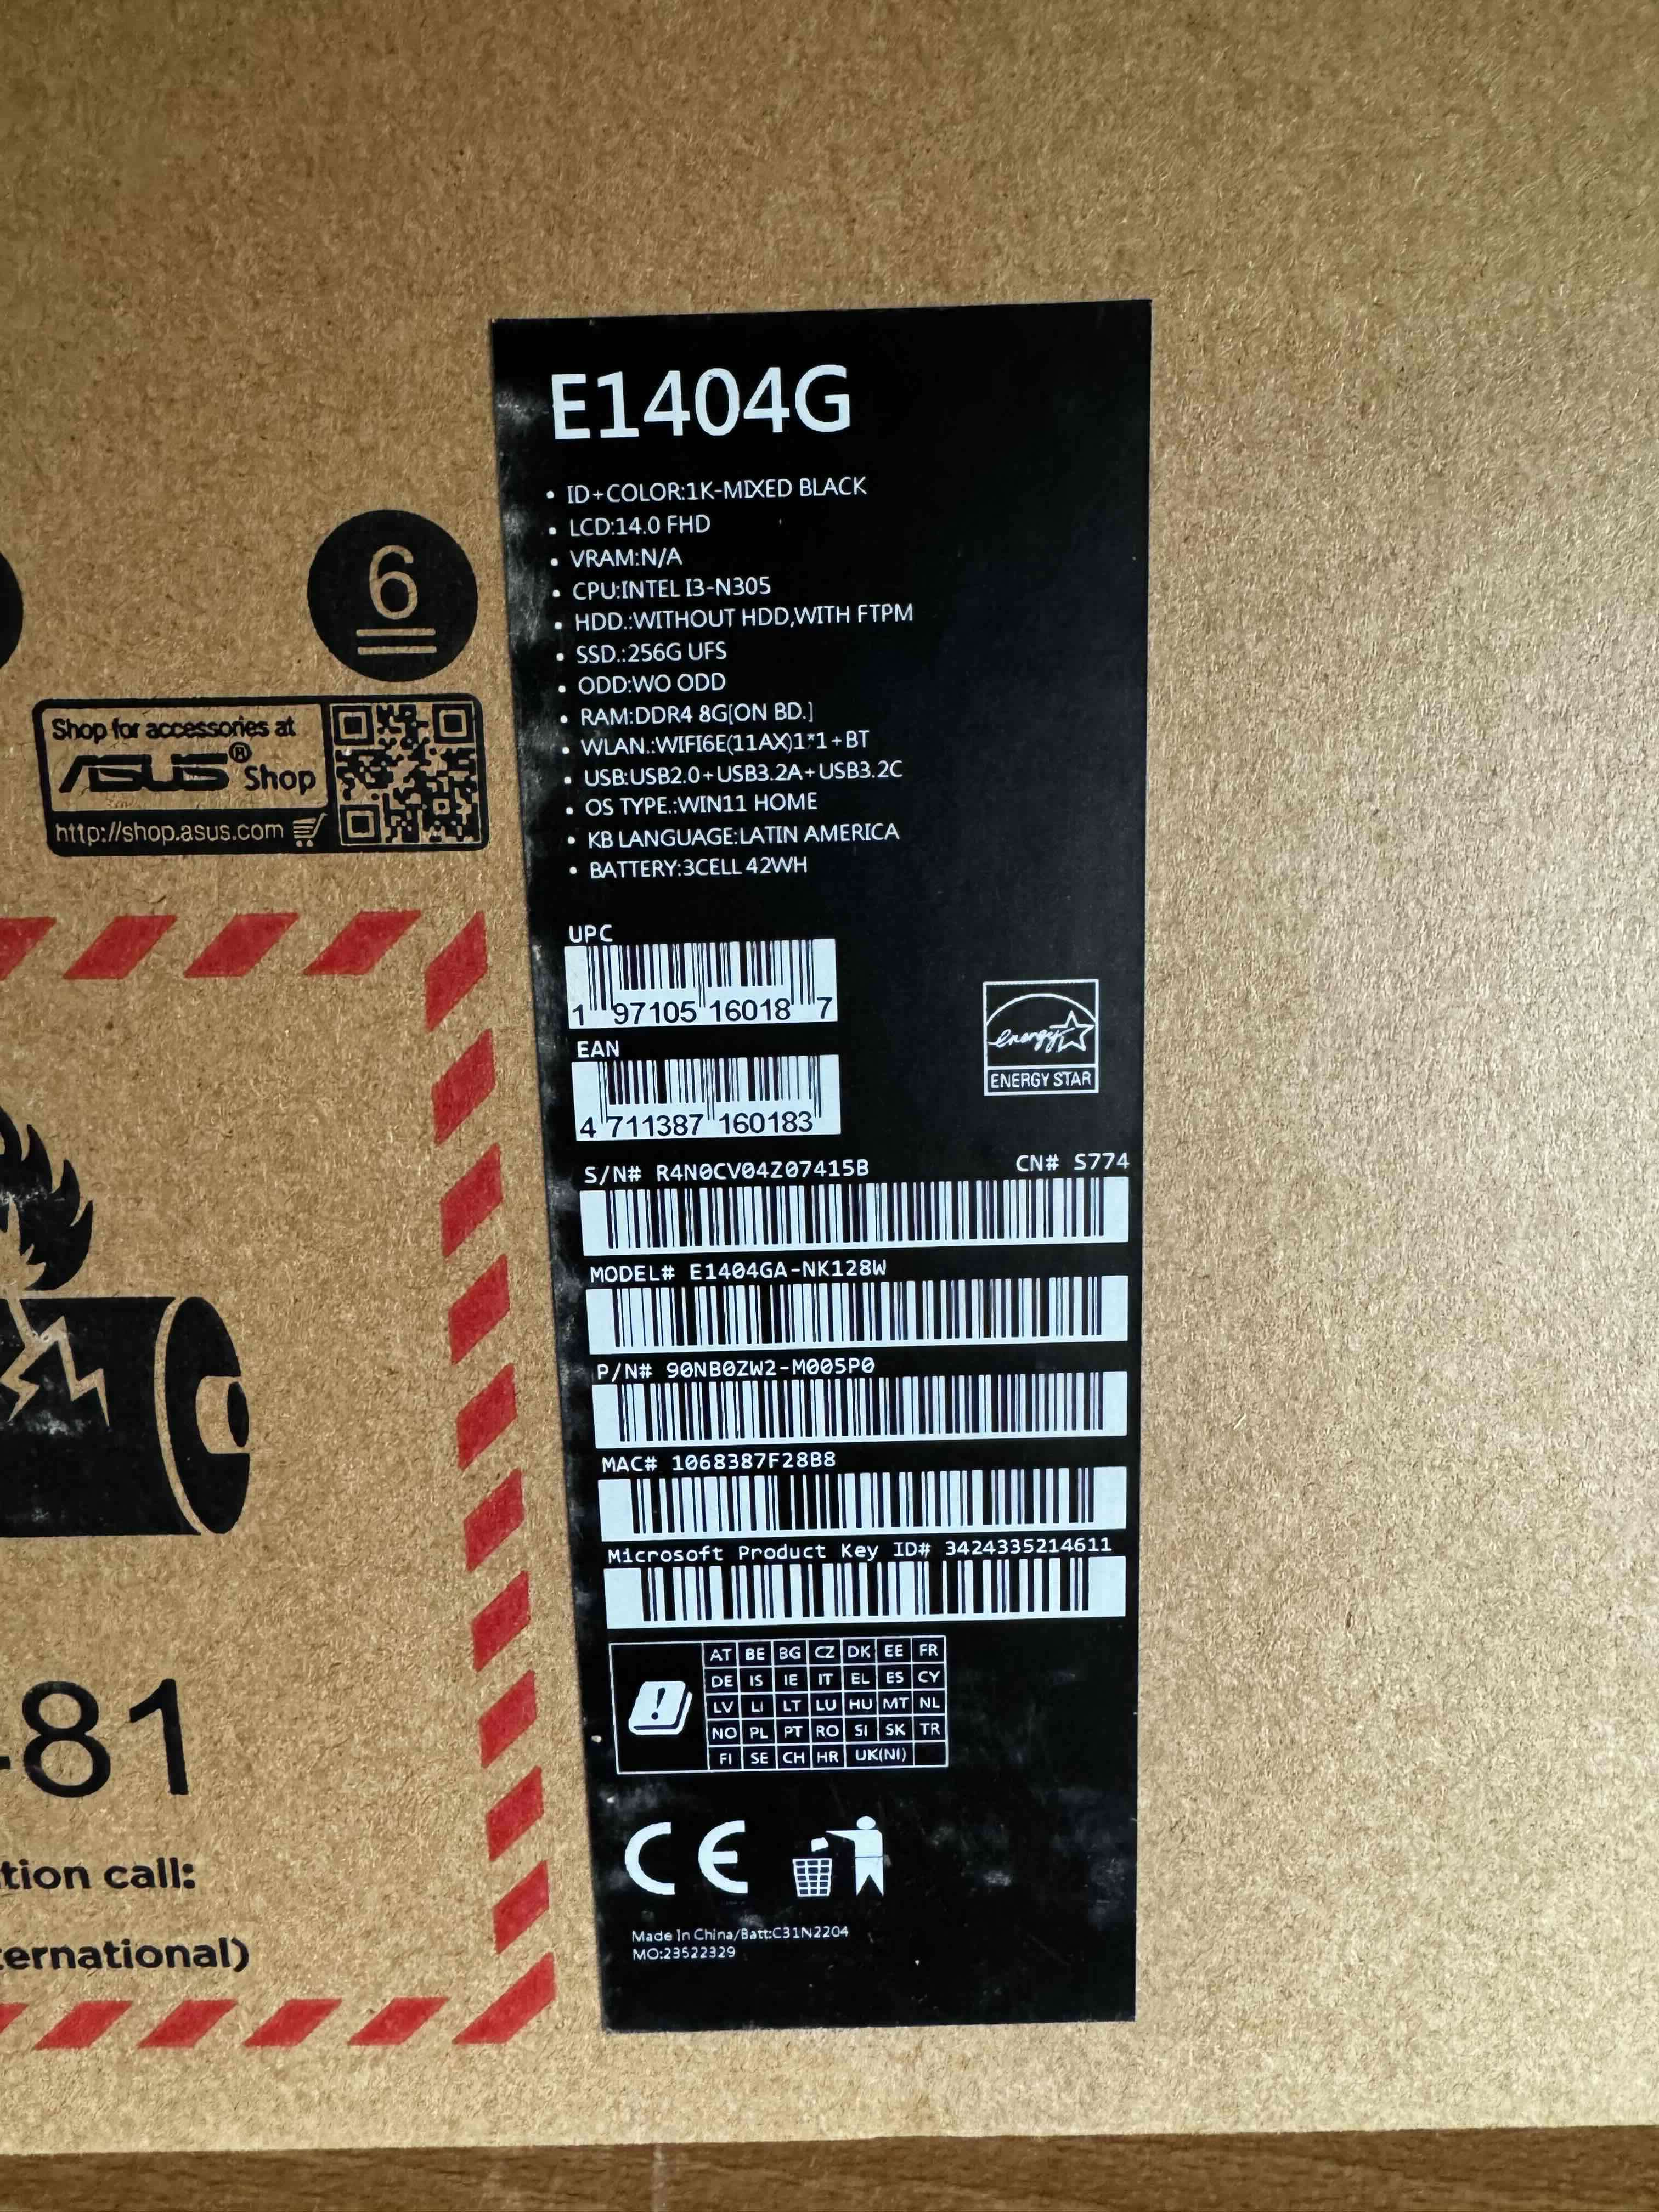 E1404G
• ID+COLOR:1K-MIXED BLACK
• LCD:14.0 FHD
• VRAM:N/A
• CPU:INTEL I3-N305
• HDD.:WITHOUT HDD,WITH FTPM
• SSD.:256G UFS
• ODD:WO ODD
• RAM:DDR4 8G[ON BD.]
• WLAN.:WIFI6E(11AX)1*1+BT
• USB:USB2.0+USB3.2A+USB3.2C
• OS TYPE.:WIN11 HOME
• KB LANGUAGE:LATIN AMERICA
• BATTERY:3CELL 42WH
6
Shop for accessories at
ASUS® Shop
http://shop.asus.com
UPC
1 97105 16018 7
EAN
4 711387 160183
energy
ENERGY STAR
S/N# R4N0CV04Z07415B CN# S774
MODEL# E1404GA-NK128W
P/N# 90NB0ZW2-M005P0
MAC# 1068387F28B8
Microsoft Product Key ID# 3424335214611
AT BE BG CZ DK EE FR
DE IS IE IT EL ES CY
LV LI LT LU HU MT NL
NO PL PT RO SI SK TR
FI SE CH HR UK(NI)
CE
Made In China/Batt:C31N2204
MO:23522329
81
call: